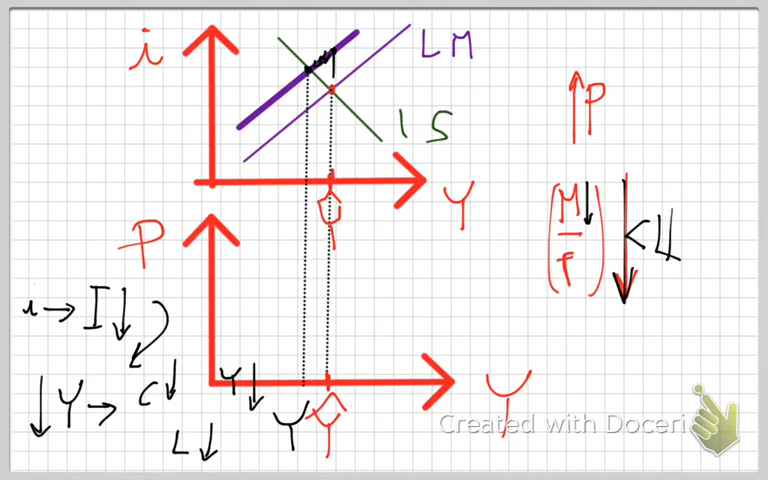 i
LM
IS
Y
Ŷ
↑P
(M↓/P) ↓ < L
P
i → I↓
↓Y → C↓ Y↓
L↓
Y
Ŷ
Y
Created with Doceri